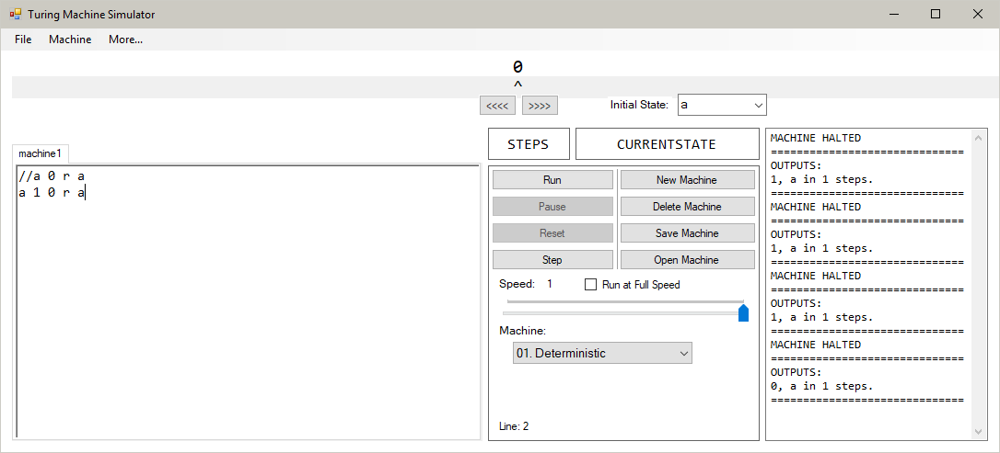 Turing Machine Simulator
File Machine More...
0
^
<<<< >>>> Initial State: a
machine1
//a 0 r a
a 1 0 r a
STEPS CURRENTSTATE
Run New Machine
Pause Delete Machine
Reset Save Machine
Step Open Machine
Speed: 1 Run at Full Speed
Machine:
01. Deterministic
Line: 2
MACHINE HALTED
==============================
OUTPUTS:
1, a in 1 steps.
==============================
MACHINE HALTED
==============================
OUTPUTS:
1, a in 1 steps.
==============================
MACHINE HALTED
==============================
OUTPUTS:
1, a in 1 steps.
==============================
MACHINE HALTED
==============================
OUTPUTS:
0, a in 1 steps.
==============================